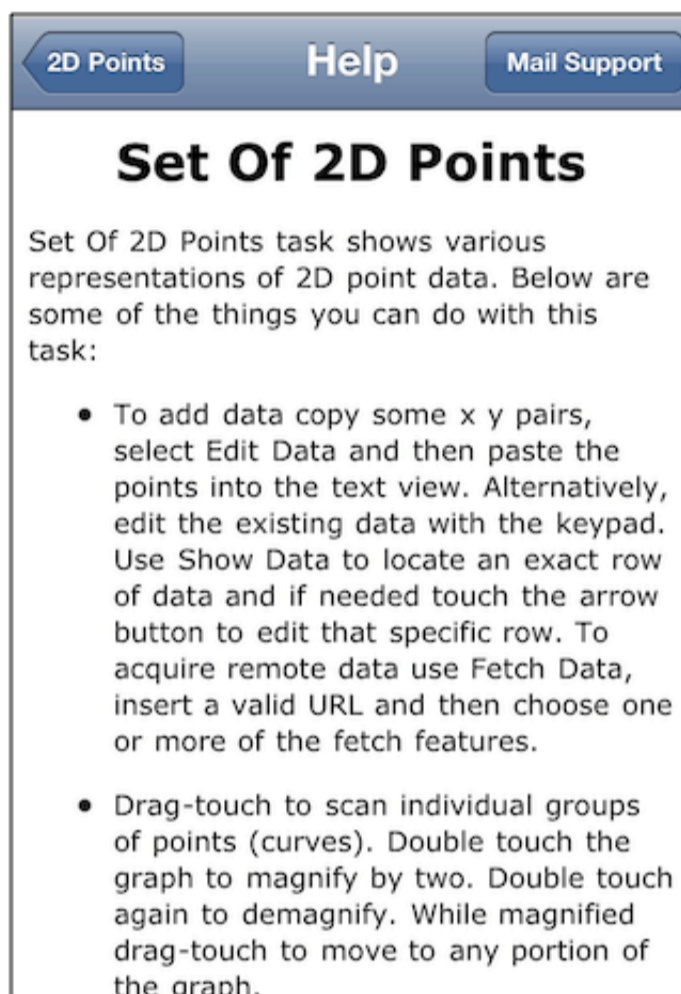 2D Points Help Mail Support
Set Of 2D Points
Set Of 2D Points task shows various
representations of 2D point data. Below are
some of the things you can do with this
task:
• To add data copy some x y pairs,
select Edit Data and then paste the
points into the text view. Alternatively,
edit the existing data with the keypad.
Use Show Data to locate an exact row
of data and if needed touch the arrow
button to edit that specific row. To
acquire remote data use Fetch Data,
insert a valid URL and then choose one
or more of the fetch features.
• Drag-touch to scan individual groups
of points (curves). Double touch the
graph to magnify by two. Double touch
again to demagnify. While magnified
drag-touch to move to any portion of
the graph.